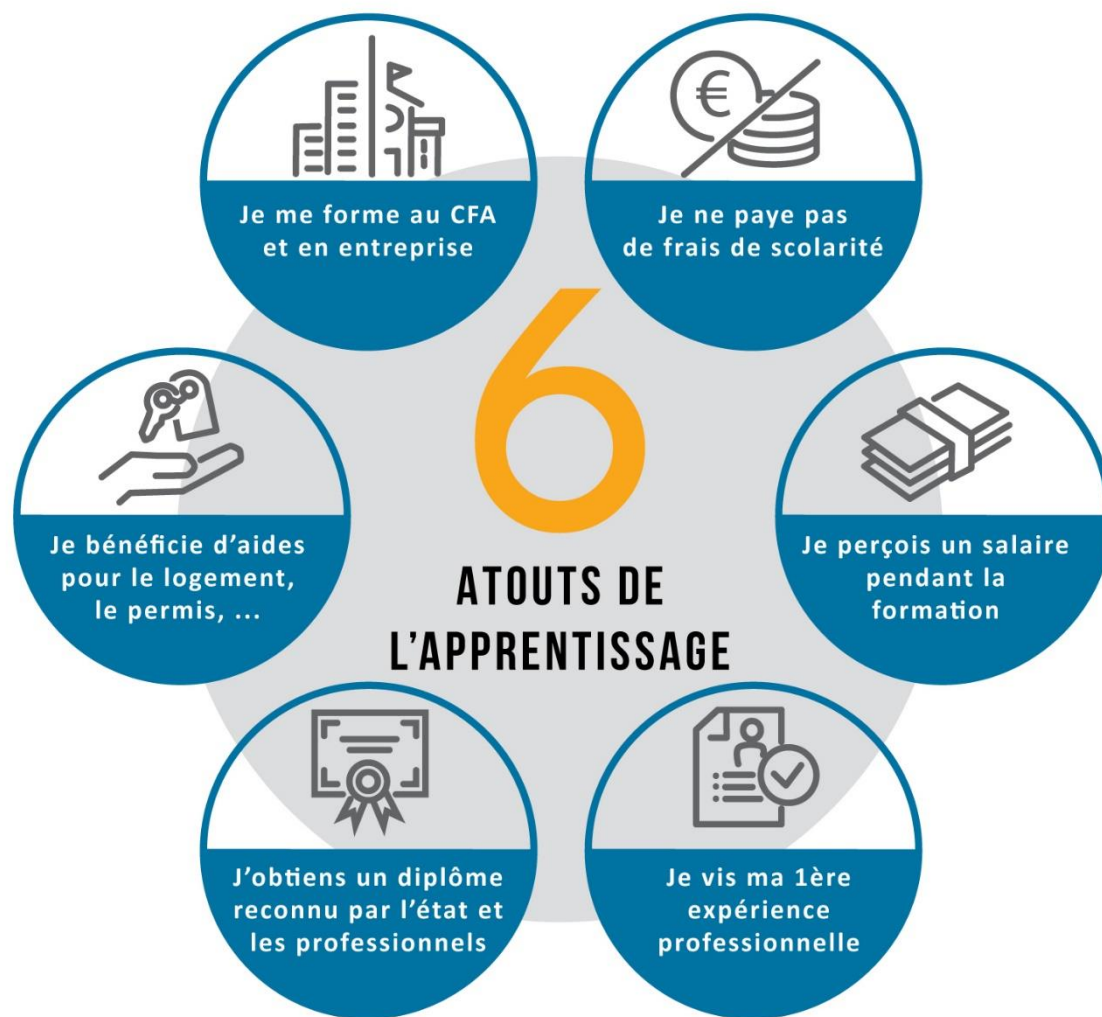 Je me forme au CFA
et en entreprise
Je ne paye pas
de frais de scolarité
€
6
ATOUTS DE
L’APPRENTISSAGE
Je bénéficie d’aides
pour le logement,
le permis, ...
Je perçois un salaire
pendant la
formation
J’obtiens un diplôme
reconnu par l’état et
les professionnels
Je vis ma 1ère
expérience
professionnelle